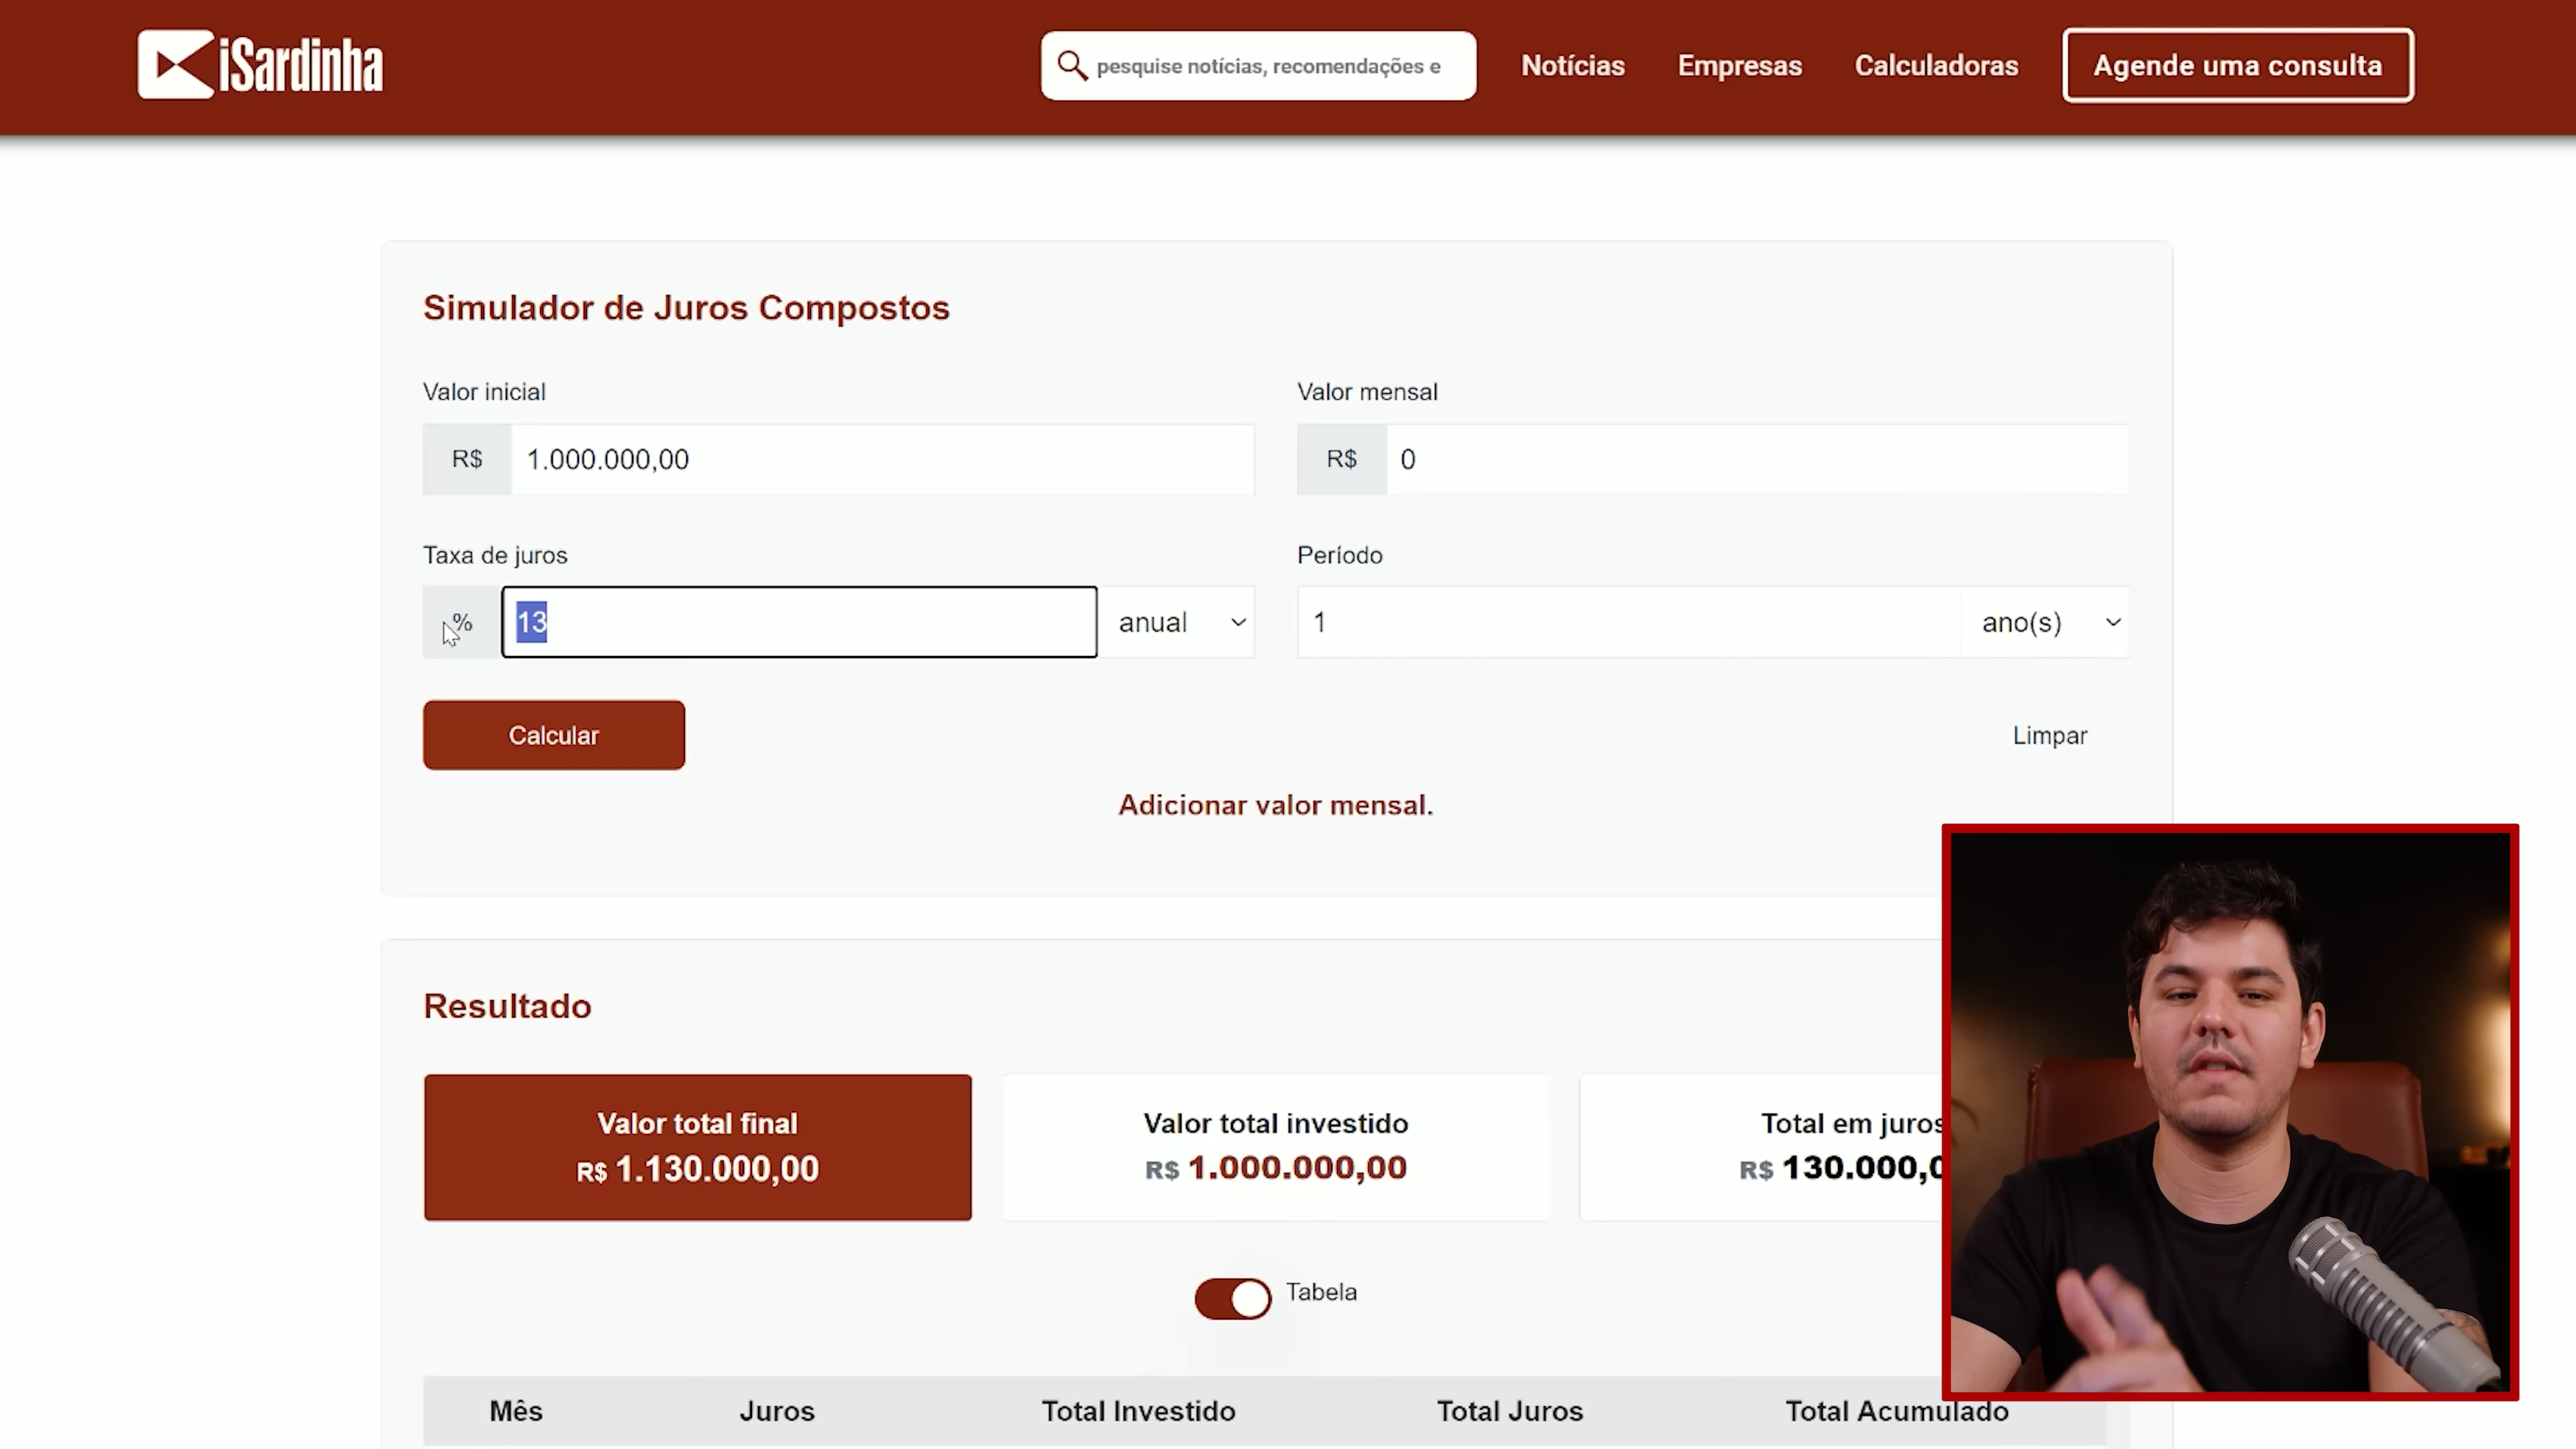 iSardinha
pesquise notícias, recomendações e
Notícias
Empresas
Calculadoras
Agende uma consulta
Simulador de Juros Compostos
Valor inicial
Valor mensal
R$ 1.000.000,00
R$ 0
Taxa de juros
Período
% 13 anual
1 ano(s)
Calcular
Limpar
Adicionar valor mensal.
Resultado
Valor total final
R$ 1.130.000,00
Valor total investido
R$ 1.000.000,00
Total em juros
R$ 130.000,0
Tabela
Mês Juros Total Investido Total Juros Total Acumulado